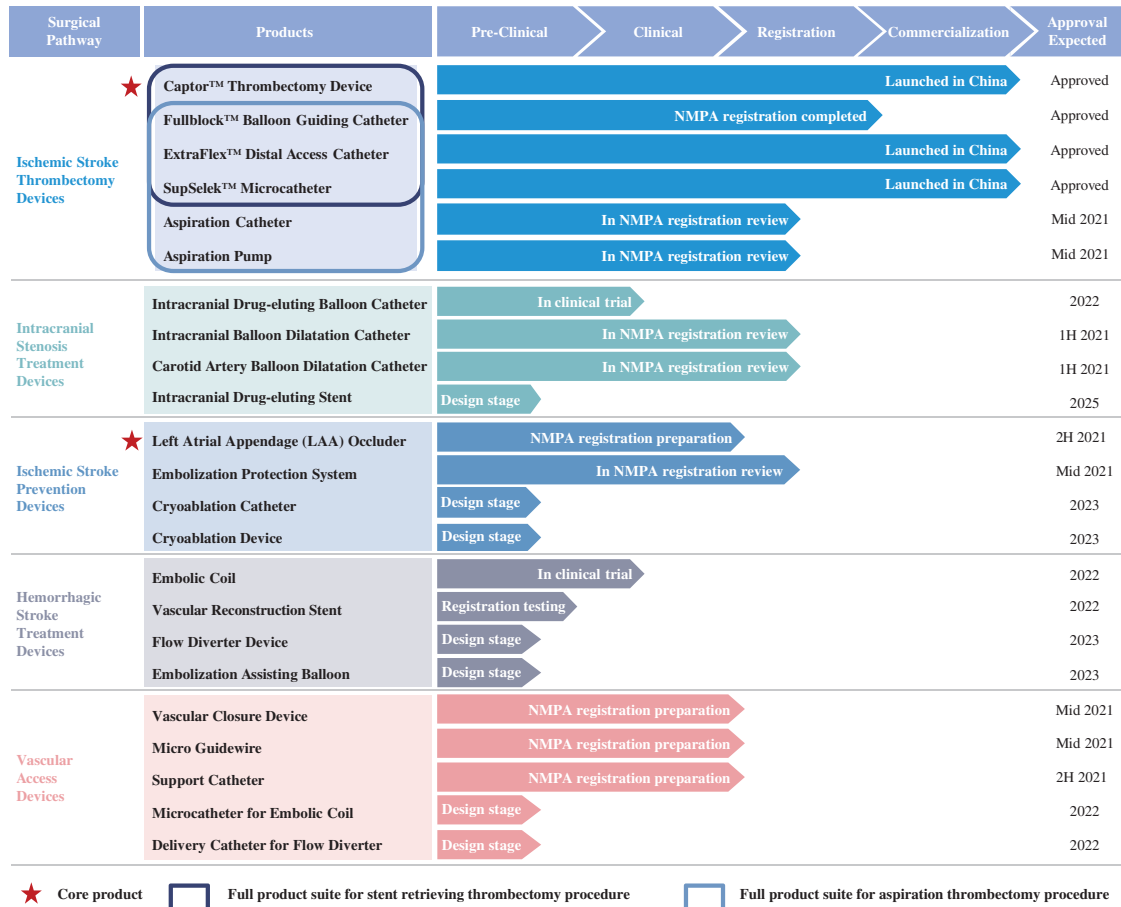 Surgical
Pathway
Products
Pre-Clinical
Clinical
Registration
Commercialization
Approval
Expected
Ischemic Stroke
Thrombectomy
Devices
Captor™ Thrombectomy Device
Launched in China
Approved
Fullblock™ Balloon Guiding Catheter
NMPA registration completed
Approved
ExtraFlex™ Distal Access Catheter
Launched in China
Approved
SupSelek™ Microcatheter
Launched in China
Approved
Aspiration Catheter
In NMPA registration review
Mid 2021
Aspiration Pump
In NMPA registration review
Mid 2021
Intracranial
Stenosis
Treatment
Devices
Intracranial Drug-eluting Balloon Catheter
In clinical trial
2022
Intracranial Balloon Dilatation Catheter
In NMPA registration review
1H 2021
Carotid Artery Balloon Dilatation Catheter
In NMPA registration review
1H 2021
Intracranial Drug-eluting Stent
Design stage
2025
Ischemic Stroke
Prevention
Devices
Left Atrial Appendage (LAA) Occluder
NMPA registration preparation
2H 2021
Embolization Protection System
In NMPA registration review
Mid 2021
Cryoablation Catheter
Design stage
2023
Cryoablation Device
Design stage
2023
Hemorrhagic
Stroke
Treatment
Devices
Embolic Coil
In clinical trial
2022
Vascular Reconstruction Stent
Registration testing
2022
Flow Diverter Device
Design stage
2023
Embolization Assisting Balloon
Design stage
2023
Vascular
Access
Devices
Vascular Closure Device
NMPA registration preparation
Mid 2021
Micro Guidewire
NMPA registration preparation
Mid 2021
Support Catheter
NMPA registration preparation
2H 2021
Microcatheter for Embolic Coil
Design stage
2022
Delivery Catheter for Flow Diverter
Design stage
2022
Core product
Full product suite for stent retrieving thrombectomy procedure
Full product suite for aspiration thrombectomy procedure